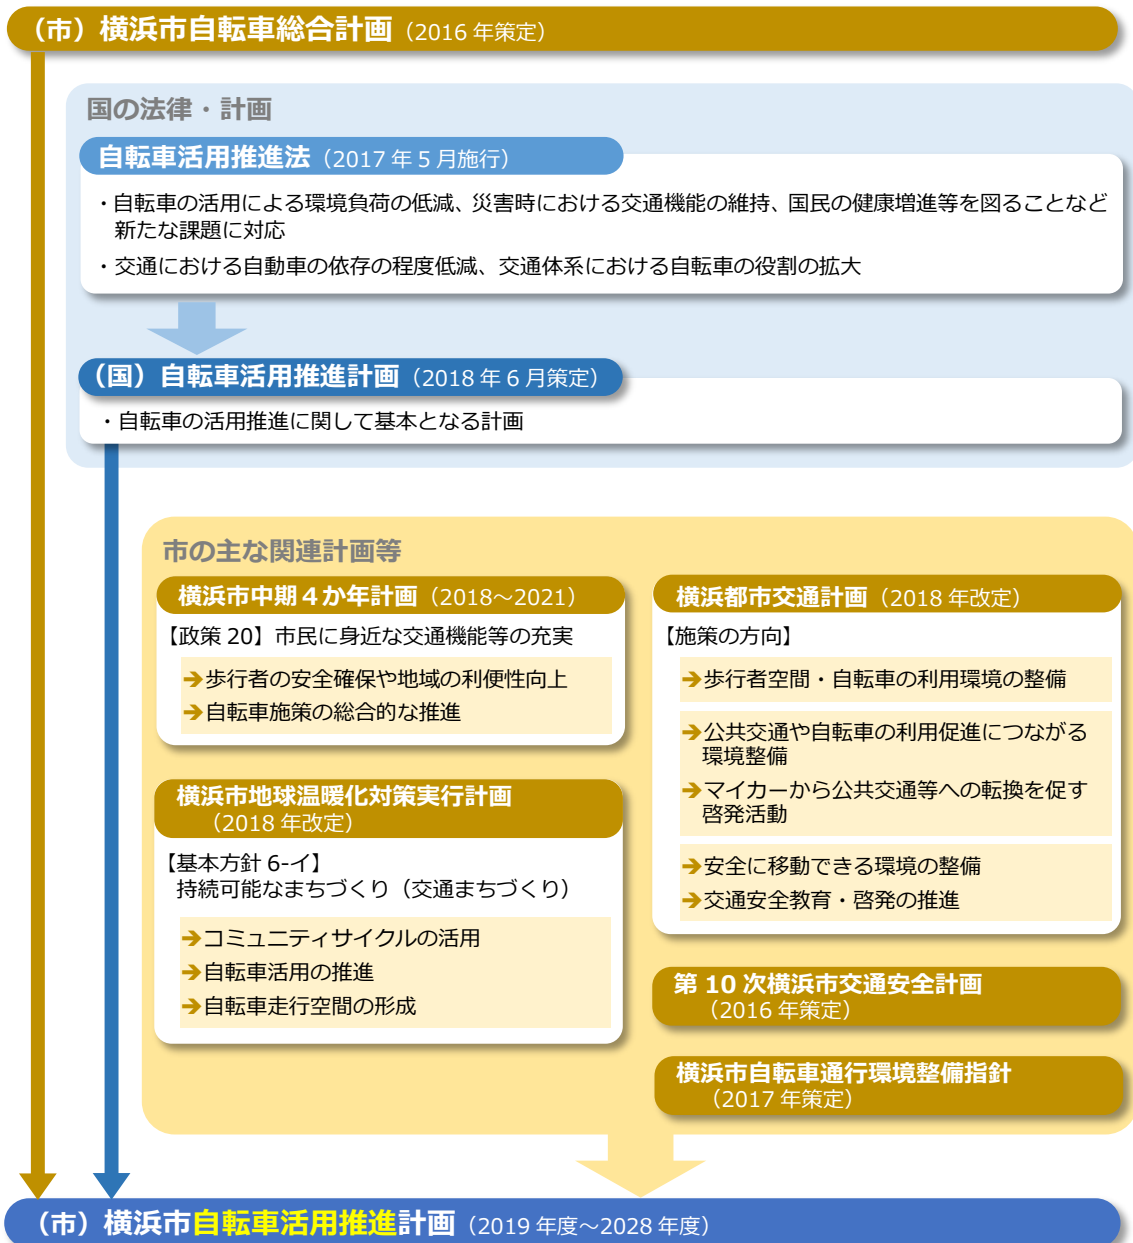 （市）横浜市自転車総合計画（2016 年策定）
国の法律・計画
自転車活用推進法（2017 年 5 月施行）
・自転車の活用による環境負荷の低減、災害時における交通機能の維持、国民の健康増進等を図ることなど
新たな課題に対応
・交通における自動車の依存の程度低減、交通体系における自転車の役割の拡大
（国）自転車活用推進計画（2018 年 6 月策定）
・自転車の活用推進に関して基本となる計画
市の主な関連計画等
横浜市中期４か年計画（2018～2021）
【政策 20】市民に身近な交通機能等の充実
➔歩行者の安全確保や地域の利便性向上
➔自転車施策の総合的な推進
横浜市地球温暖化対策実行計画
（2018 年改定）
【基本方針 6-イ】
持続可能なまちづくり（交通まちづくり）
➔コミュニティサイクルの活用
➔自転車活用の推進
➔自転車走行空間の形成
横浜都市交通計画（2018 年改定）
【施策の方向】
➔歩行者空間・自転車の利用環境の整備
➔公共交通や自転車の利用促進につながる
環境整備
➔マイカーから公共交通等への転換を促す
啓発活動
➔安全に移動できる環境の整備
➔交通安全教育・啓発の推進
第 10 次横浜市交通安全計画
（2016 年策定）
横浜市自転車通行環境整備指針
（2017 年策定）
（市）横浜市自転車活用推進計画（2019 年度～2028 年度）